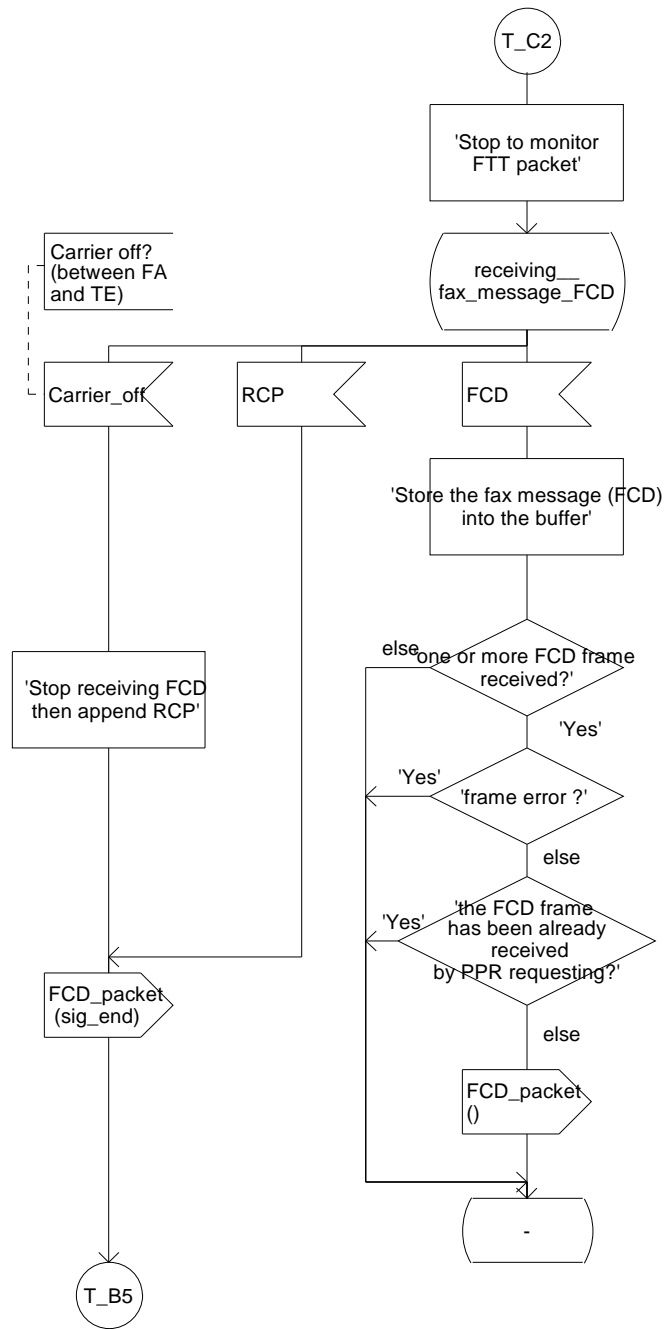 T_C2
'Stop to monitor
FTT packet'
Carrier off?
(between FA
and TE)
receiving__
fax_message_FCD
Carrier_off
RCP
FCD
'Store the fax message (FCD)
into the buffer'
else
'one or more FCD frame
received?'
'Yes'
'Stop receiving FCD
then append RCP'
'Yes'
'frame error ?'
else
'Yes'
'the FCD frame
has been already
received
by PPR requesting?'
else
FCD_packet
(sig_end)
FCD_packet
()
-
T_B5